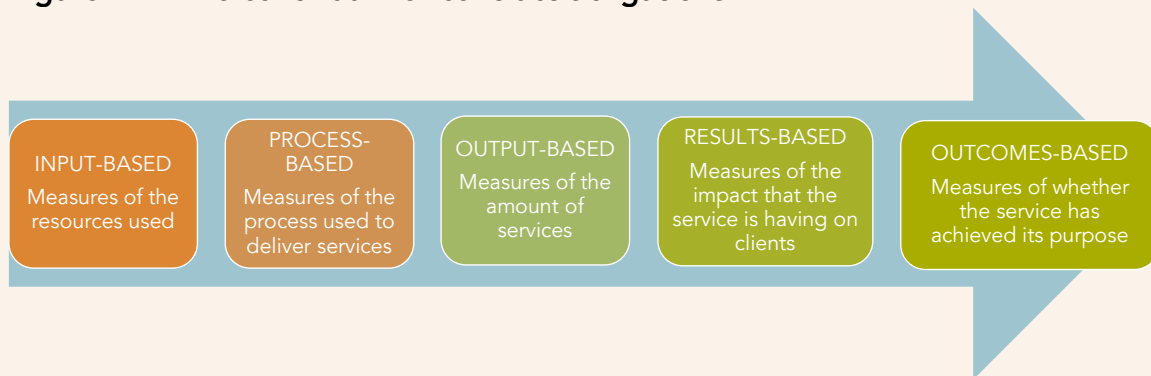 INPUT-BASED
Measures of the
resources used
PROCESS-
BASED
Measures of the
process used to
deliver services
OUTPUT-BASED
Measures of the
amount of
services
RESULTS-BASED
Measures of the
impact that the
service is having on
clients
OUTCOMES-BASED
Measures of whether
the service has
achieved its purpose